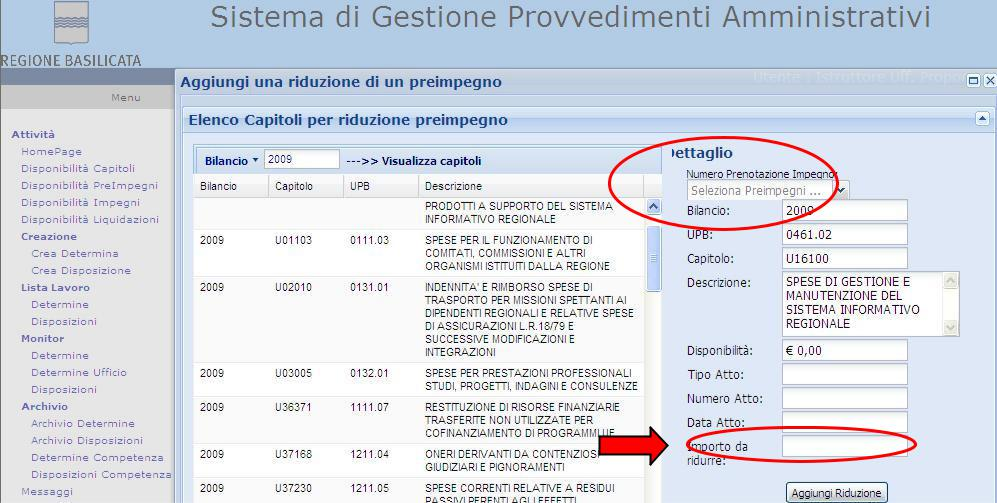 Sistema di Gestione Provvedimenti Amministrativi
REGIONE BASILICATA
Utente : Istruttore Uff. Propon
Menu
Attività
HomePage
Disponibilità Capitoli
Disponibilità PreImpegni
Disponibilità Impegni
Disponibilità Liquidazioni
Creazione
Crea Determina
Crea Disposizione
Lista Lavoro
Determine
Disposizioni
Monitor
Determine
Determine Ufficio
Disposizioni
Archivio
Archivio Determine
Archivio Disposizioni
Determine Competenza
Disposizioni Competenza
Messaggi
Aggiungi una riduzione di un preimpegno
Elenco Capitoli per riduzione preimpegno
Bilancio 2009 --->> Visualizza capitoli
Bilancio Capitolo UPB Descrizione
PRODOTTI A SUPPORTO DEL SISTEMA
INFORMATIVO REGIONALE
2009 U01103 0111.03 SPESE PER IL FUNZIONAMENTO DI
COMITATI, COMMISSIONI E ALTRI
ORGANISMI ISTITUITI DALLA REGIONE
2009 U02010 0131.01 INDENNITA' E RIMBORSO SPESE DI
TRASPORTO PER MISSIONI SPETTANTI AI
DIPENDENTI REGIONALI E RELATIVE SPESE
DI ASSICURAZIONI L.R.18/79 E
SUCCESSIVE MODIFICAZIONI E
INTEGRAZIONI
2009 U03005 0132.01 SPESE PER PRESTAZIONI PROFESSIONALI
STUDI, PROGETTI, INDAGINI E CONSULENZE
2009 U36371 1111.07 RESTITUZIONE DI RISORSE FINANZIARIE
TRASFERITE NON UTILIZZATE PER
COFINANZIAMENTO DI PROGRAMMI UE
2009 U37168 1211.04 ONERI DERIVANTI DA CONTENZIOSI
GIUDIZIARI E PIGNORAMENTI
2009 U37230 1211.05 SPESE CORRENTI RELATIVE A RESIDUI
PASSIVI PERENTI AGLI EFFETTI
Dettaglio
Numero Prenotazione Impegno:
Seleziona Preimpegni ...
Bilancio: 2009
UPB: 0461.02
Capitolo: U16100
Descrizione: SPESE DI GESTIONE E
MANUTENZIONE DEL
SISTEMA INFORMATIVO
REGIONALE
Disponibilità: € 0,00
Tipo Atto:
Numero Atto:
Data Atto:
Importo da
ridurre:
Aggiungi Riduzione